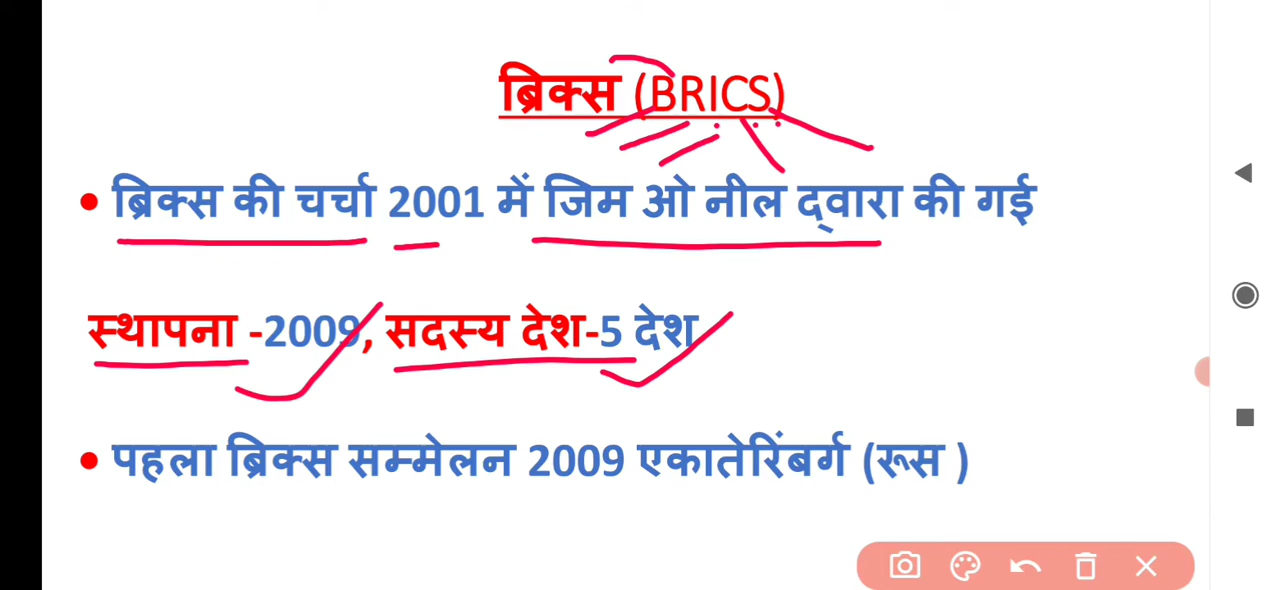 ब्रिक्स (BRICS)
• ब्रिक्स की चर्चा 2001 में जिम ओ नील द्वारा की गई
स्थापना -2009, सदस्य देश-5 देश
• पहला ब्रिक्स सम्मेलन 2009 एकातेरिंबर्ग (रूस )